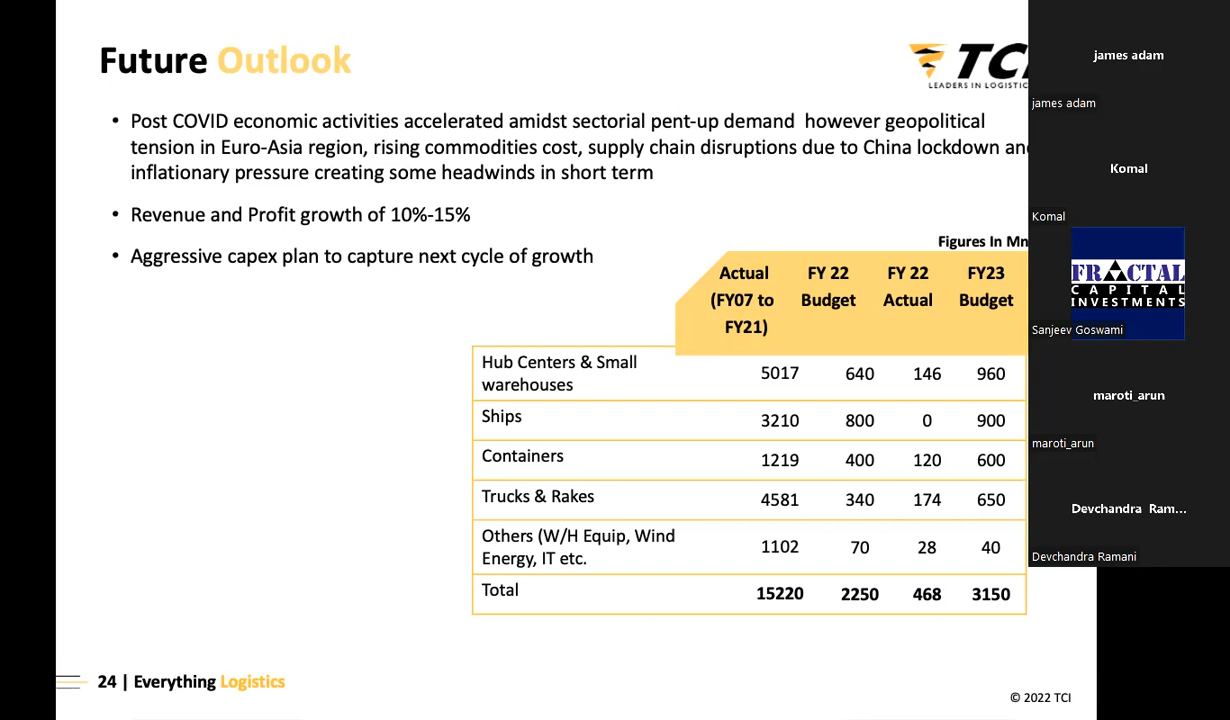 Future Outlook
TCI
LEADERS IN LOGISTIC
• Post COVID economic activities accelerated amidst sectorial pent-up demand however geopolitical
tension in Euro-Asia region, rising commodities cost, supply chain disruptions due to China lockdown an
inflationary pressure creating some headwinds in short term
• Revenue and Profit growth of 10%-15%
• Aggressive capex plan to capture next cycle of growth
Figures In Mn
Actual (FY07 to FY21) FY 22 Budget FY 22 Actual FY23 Budget
Hub Centers & Small warehouses 5017 640 146 960
Ships 3210 800 0 900
Containers 1219 400 120 600
Trucks & Rakes 4581 340 174 650
Others (W/H Equip, Wind Energy, IT etc. 1102 70 28 40
Total 15220 2250 468 3150
24 | Everything Logistics
© 2022 TCI
james adam
james adam
Komal
Komal
FRACTAL
CAPITAL
INVESTMENTS
Sanjeev Goswami
maroti_arun
maroti_arun
Devchandra Ram...
Devchandra Ramani